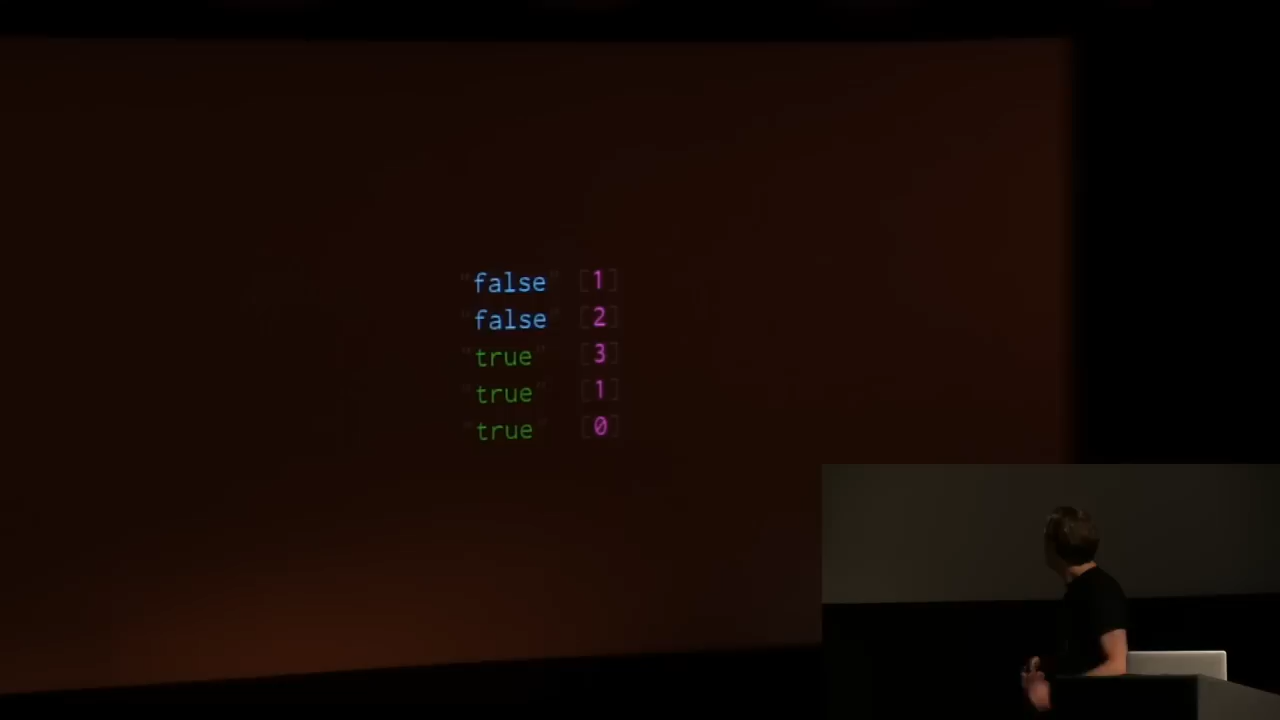 "false" [1]
"false" [2]
"true" [3]
"true" [1]
"true" [0]